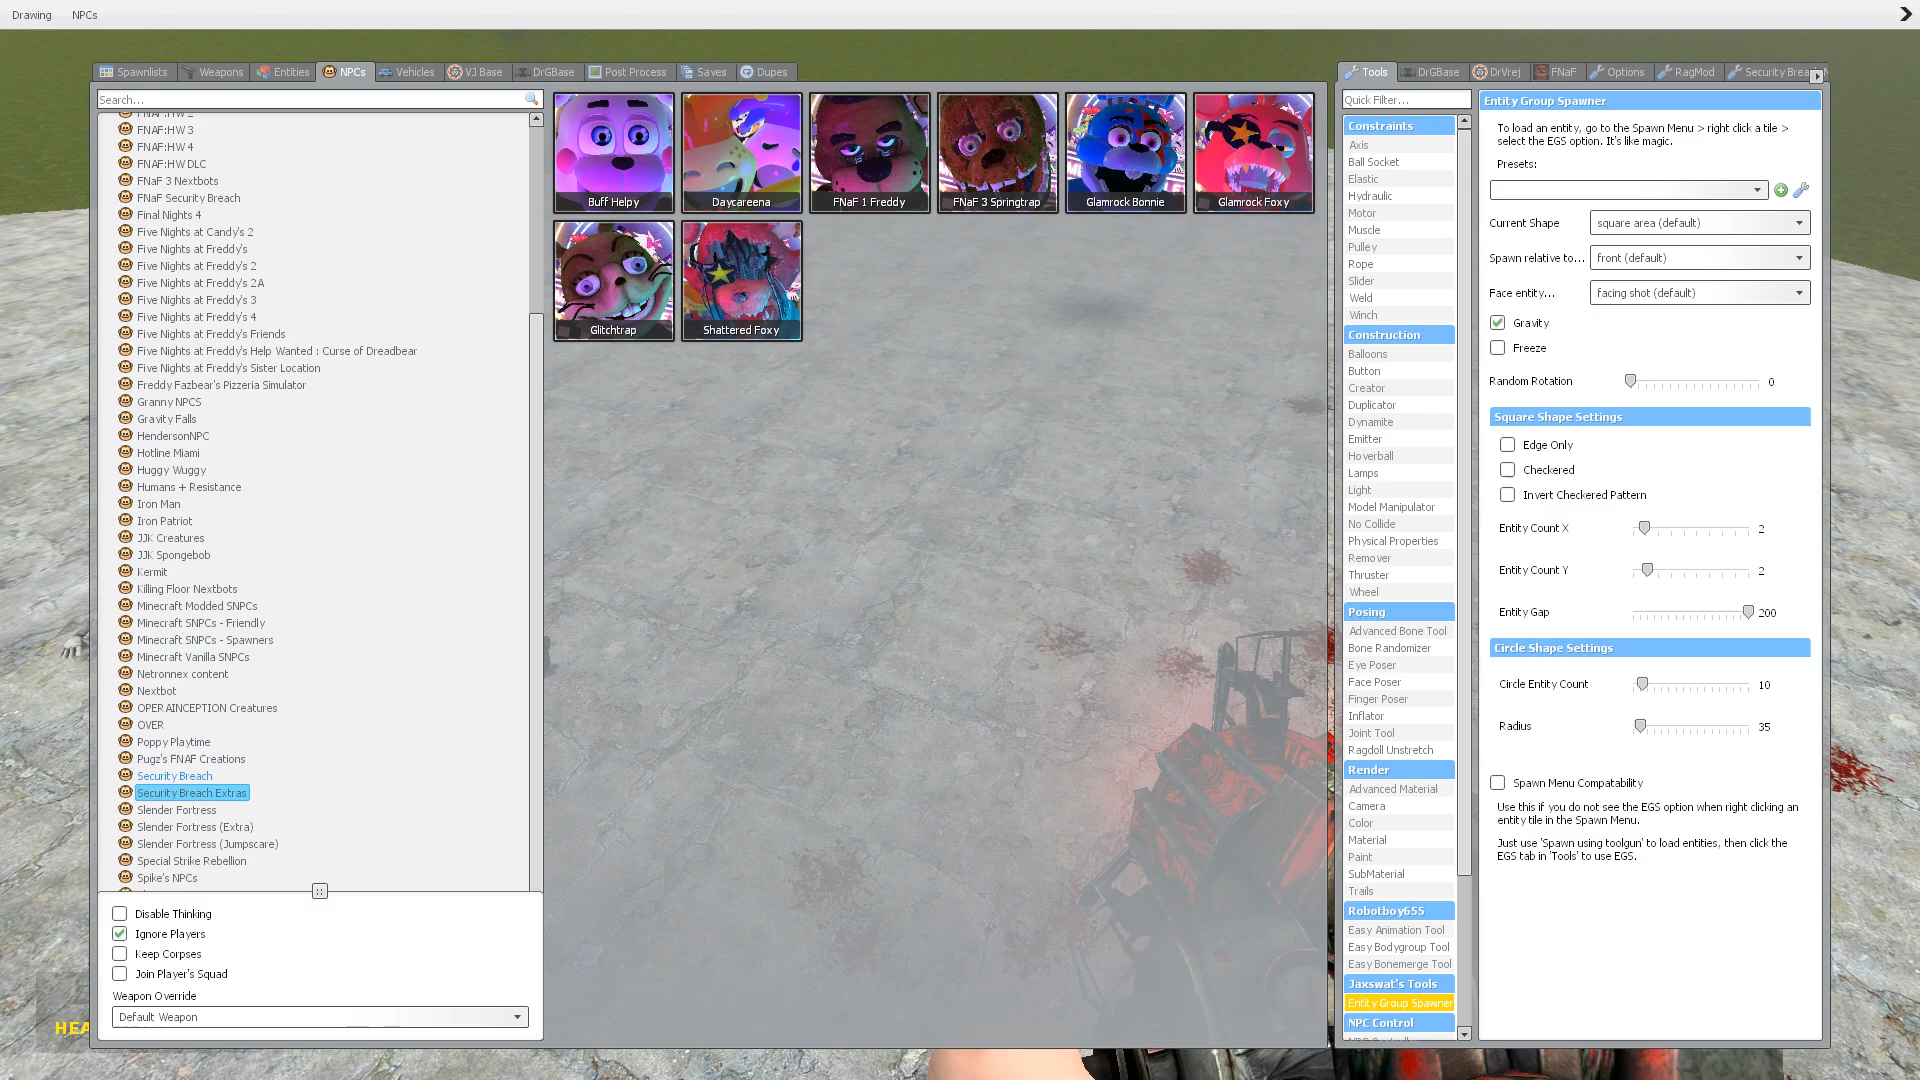 Drawing NPCs
Spawnlists Weapons Entities NPCs Vehicles VJ Base DrGBase Post Process Saves Dupes
Search...
FNAF:HW 3
FNAF:HW 4
FNAF:HW DLC
FNaF 3 Nextbots
FNaF Security Breach
Final Nights 4
Five Nights at Candy's 2
Five Nights at Freddy's
Five Nights at Freddy's 2
Five Nights at Freddy's 2A
Five Nights at Freddy's 3
Five Nights at Freddy's 4
Five Nights at Freddy's Friends
Five Nights at Freddy's Help Wanted : Curse of Dreadbear
Five Nights at Freddy's Sister Location
Freddy Fazbear's Pizzeria Simulator
Granny NPCS
Gravity Falls
HendersonNPC
Hotline Miami
Huggy Wuggy
Humans + Resistance
Iron Man
Iron Patriot
JJK Creatures
JJK Spongebob
Kermit
Killing Floor Nextbots
Minecraft Modded SNPCs
Minecraft SNPCs - Friendly
Minecraft SNPCs - Spawners
Minecraft Vanilla SNPCs
Netronnex content
Nextbot
OPERAINCEPTION Creatures
OVER
Poppy Playtime
Pugz's FNAF Creations
Security Breach
Security Breach Extras
Slender Fortress
Slender Fortress (Extra)
Slender Fortress (Jumpscare)
Special Strike Rebellion
Spike's NPCs
Disable Thinking
Ignore Players
Keep Corpses
Join Player's Squad
Weapon Override
Default Weapon
HEA
Buff Helpy
Daycareena
FNaF 1 Freddy
FNaF 3 Springtrap
Glamrock Bonnie
Glamrock Foxy
Glitchtrap
Shattered Foxy
Tools DrGBase DrVrej FNaF Options RagMod Security Brea
Quick Filter...
Constraints
Axis
Ball Socket
Elastic
Hydraulic
Motor
Muscle
Pulley
Rope
Slider
Weld
Winch
Construction
Balloons
Button
Creator
Duplicator
Dynamite
Emitter
Hoverball
Lamps
Light
Model Manipulator
No Collide
Physical Properties
Remover
Thruster
Wheel
Posing
Advanced Bone Tool
Bone Randomizer
Eye Poser
Face Poser
Finger Poser
Inflator
Joint Tool
Ragdoll Unstretch
Render
Advanced Material
Camera
Color
Material
Paint
SubMaterial
Trails
Robotboy655
Easy Animation Tool
Easy Bodygroup Tool
Easy Bonemerge Tool
Jaxswat's Tools
Entity Group Spawner
NPC Control
Entity Group Spawner
To load an entity, go to the Spawn Menu > right click a tile >
select the EGS option. It's like magic.
Presets:
Current Shape square area (default)
Spawn relative to... front (default)
Face entity... facing shot (default)
Gravity
Freeze
Random Rotation 0
Square Shape Settings
Edge Only
Checkered
Invert Checkered Pattern
Entity Count X 2
Entity Count Y 2
Entity Gap 200
Circle Shape Settings
Circle Entity Count 10
Radius 35
Spawn Menu Compatability
Use this if you do not see the EGS option when right clicking an
entity tile in the Spawn Menu.
Just use 'Spawn using toolgun' to load entities, then click the
EGS tab in 'Tools' to use EGS.